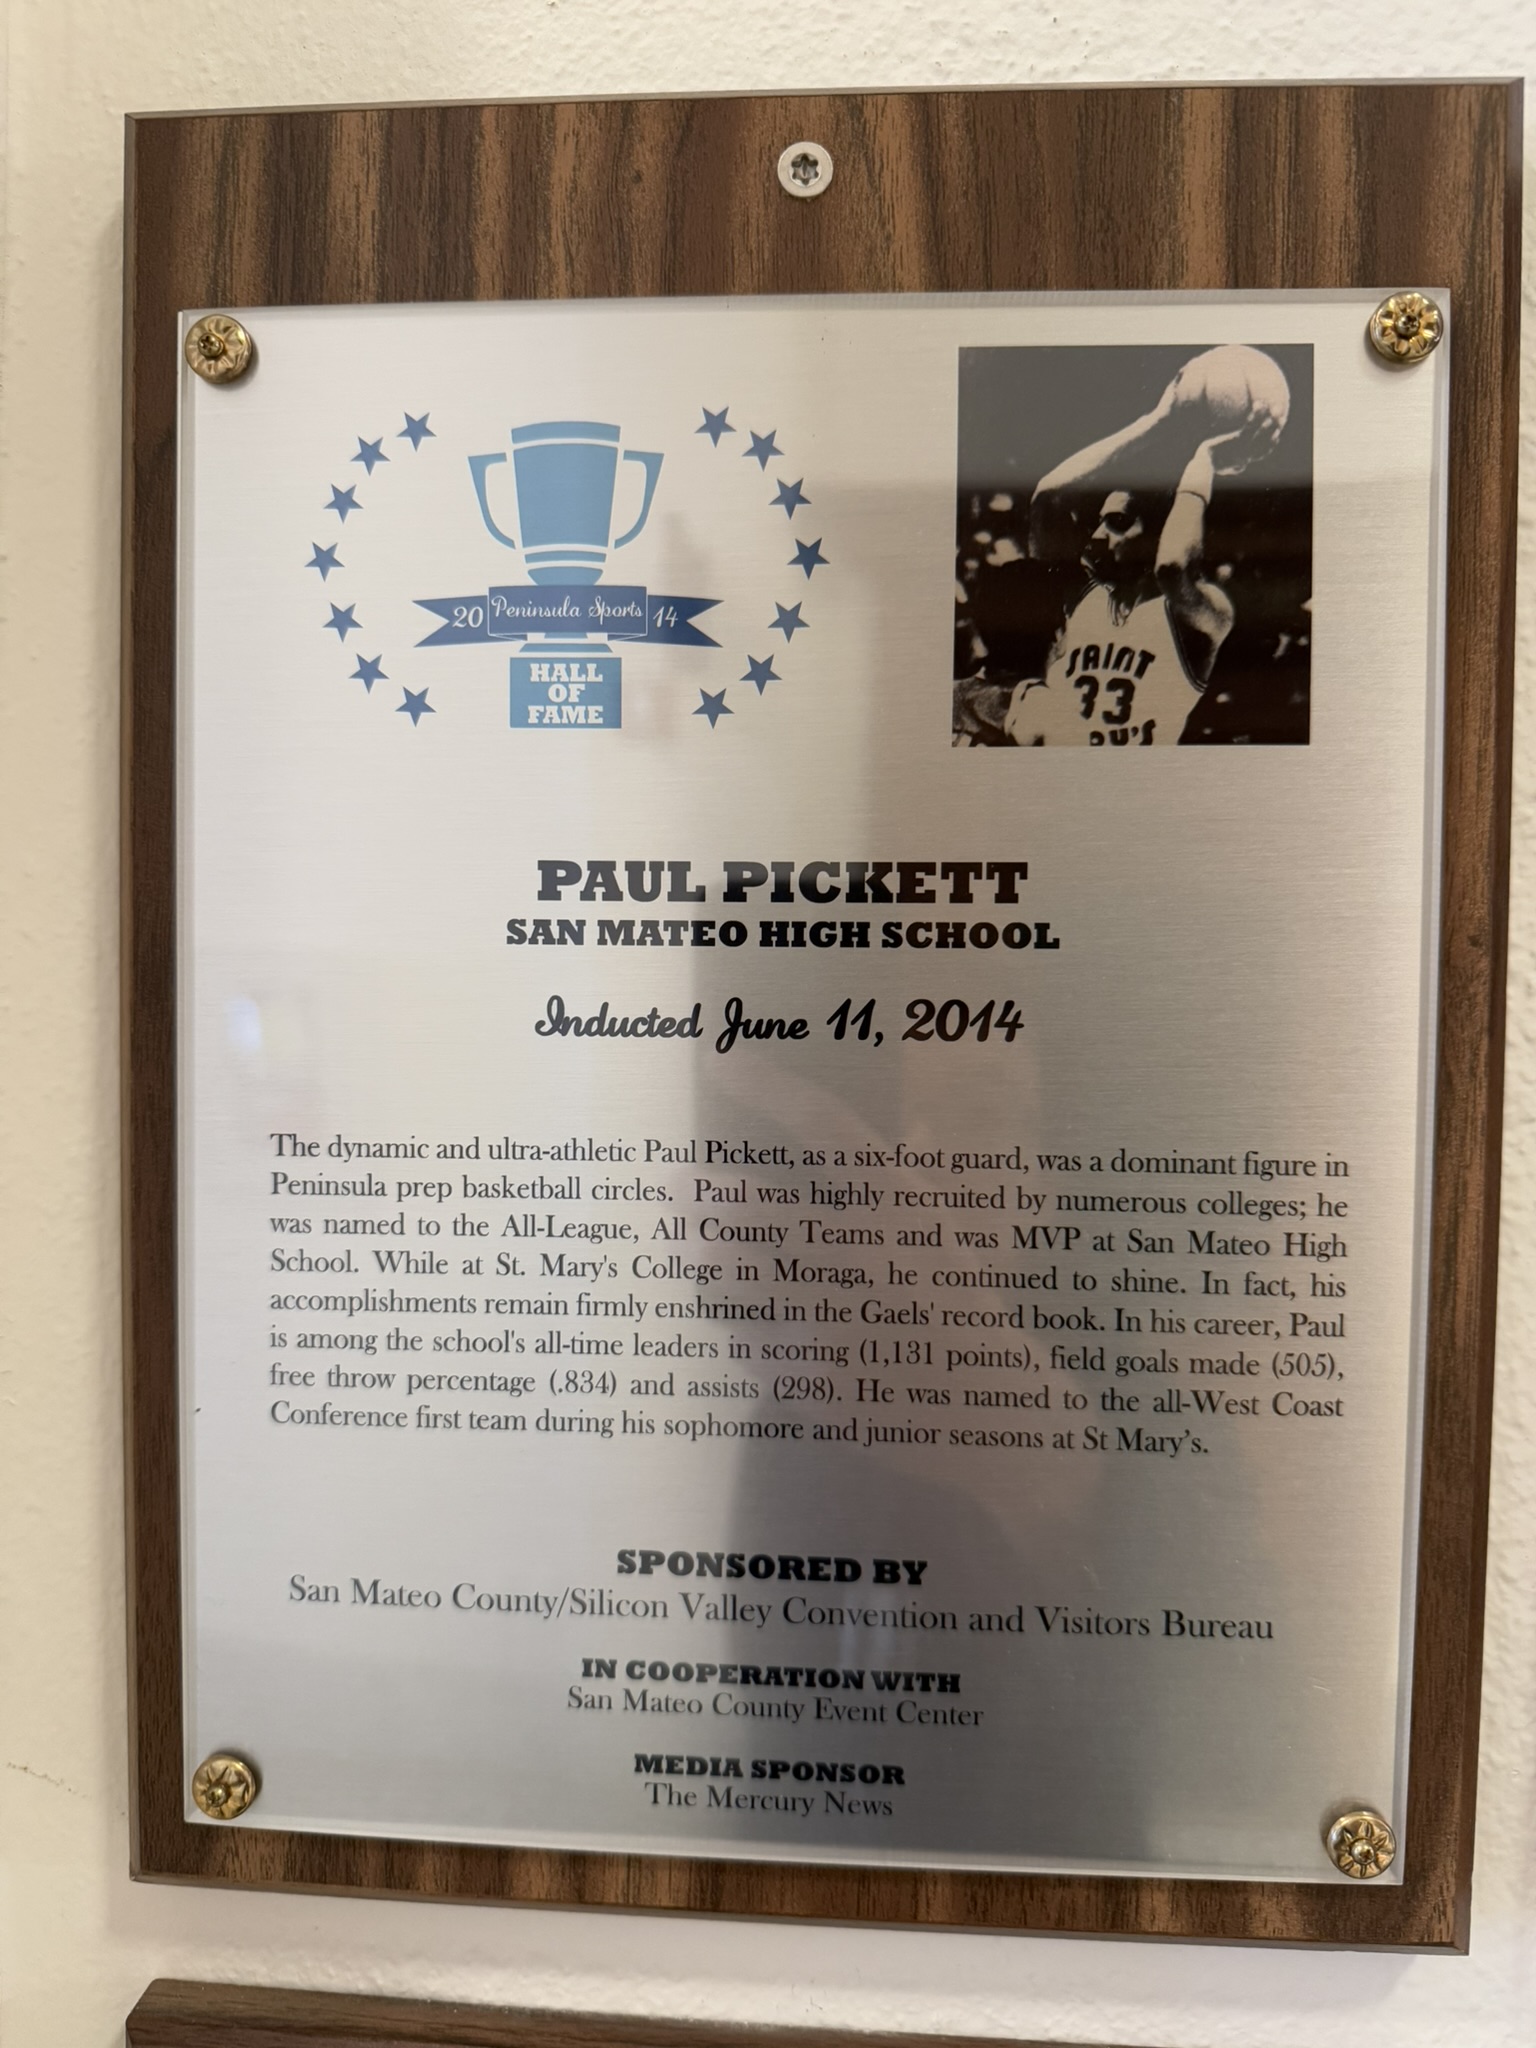 20 Peninsula Sports 14
HALL
OF
FAME
SAINT
33
RY'S
PAUL PICKETT
SAN MATEO HIGH SCHOOL
Inducted June 11, 2014
The dynamic and ultra-athletic Paul Pickett, as a six-foot guard, was a dominant figure in
Peninsula prep basketball circles. Paul was highly recruited by numerous colleges; he
was named to the All-League, All County Teams and was MVP at San Mateo High
School. While at St. Mary's College in Moraga, he continued to shine. In fact, his
accomplishments remain firmly enshrined in the Gaels' record book. In his career, Paul
is among the school's all-time leaders in scoring (1,131 points), field goals made (505),
free throw percentage (.834) and assists (298). He was named to the all-West Coast
Conference first team during his sophomore and junior seasons at St Mary’s.
SPONSORED BY
San Mateo County/Silicon Valley Convention and Visitors Bureau
IN COOPERATION WITH
San Mateo County Event Center
MEDIA SPONSOR
The Mercury News